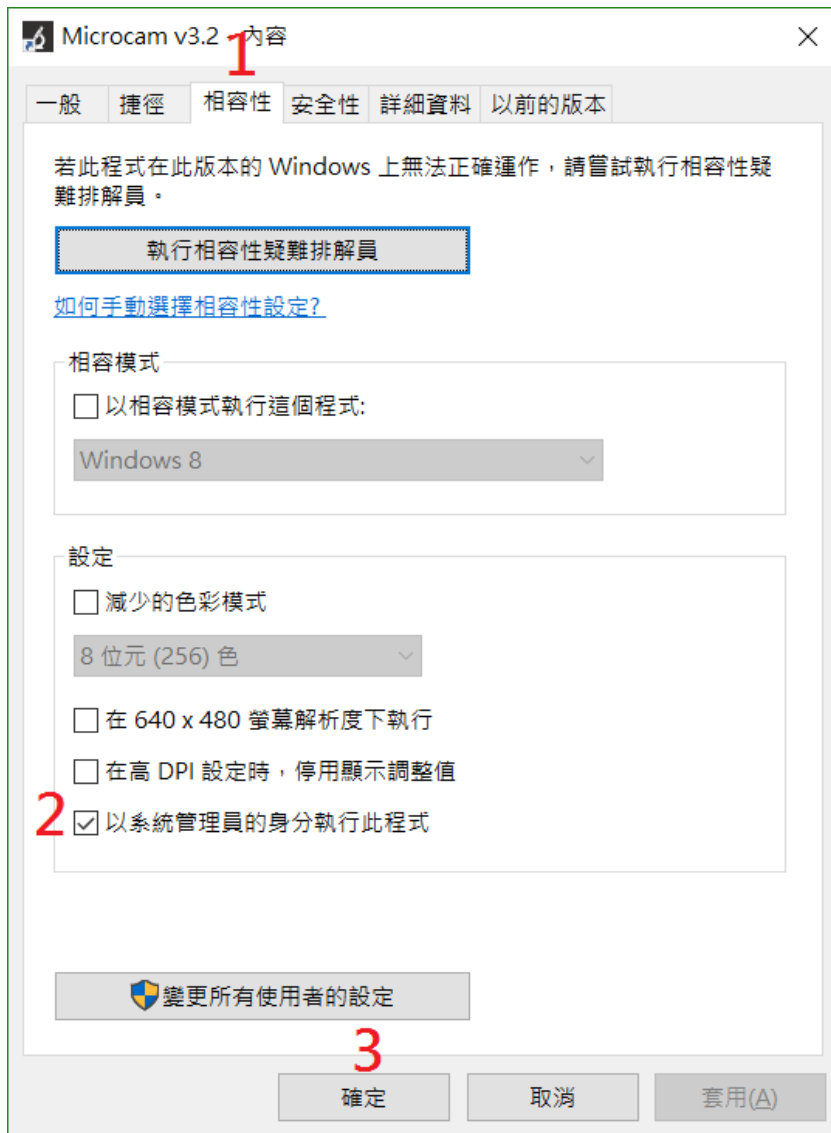 Microcam v3.2 - 內容
1
一般 捷徑 相容性 安全性 詳細資料 以前的版本
若此程式在此版本的 Windows 上無法正確運作，請嘗試執行相容性疑
難排解員。
執行相容性疑難排解員
如何手動選擇相容性設定?
相容模式
以相容模式執行這個程式:
Windows 8
設定
減少的色彩模式
8 位元 (256) 色
在 640 x 480 螢幕解析度下執行
在高 DPI 設定時，停用顯示調整值
2 以系統管理員的身分執行此程式
變更所有使用者的設定
3
確定 取消 套用(A)